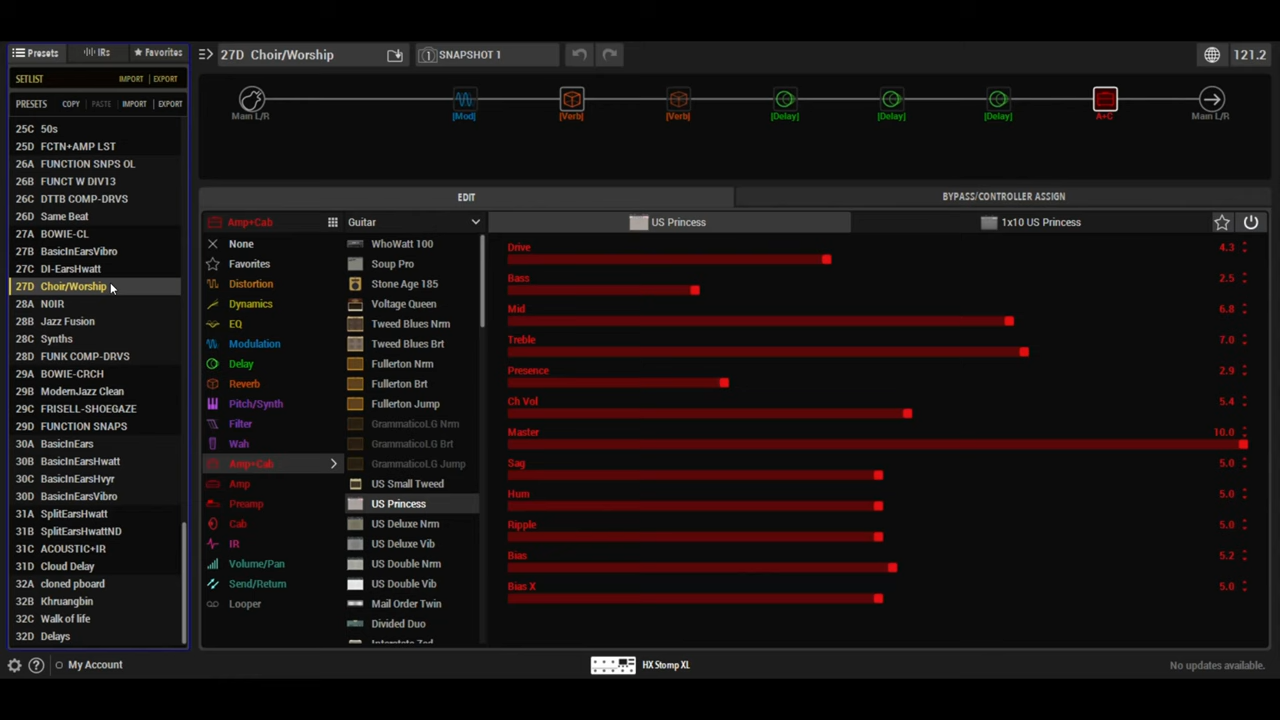 Presets IRs Favorites
27D Choir/Worship 1 SNAPSHOT 1 121.2
SETLIST IMPORT EXPORT
PRESETS COPY PASTE IMPORT EXPORT
25C 50s
25D FCTN+AMP LST
26A FUNCTION SNPS OL
26B FUNCT W DIV13
26C DTTB COMP-DRVS
26D Same Beat
27A BOWIE-CL
27B BasicInEarsVibro
27C DI-EarsHwatt
27D Choir/Worship
28A N0IR
28B Jazz Fusion
28C Synths
28D FUNK COMP-DRVS
29A BOWIE-CRCH
29B ModernJazz Clean
29C FRISELL-SHOEGAZE
29D FUNCTION SNAPS
30A BasicInEars
30B BasicInEarsHwatt
30C BasicInEarsHvyr
30D BasicInEarsVibro
31A SplitEarsHwatt
31B SplitEarsHwattND
31C ACOUSTIC+IR
31D Cloud Delay
32A cloned pboard
32B Khruangbin
32C Walk of life
32D Delays
Main L/R |Mod| |Verb| |Verb| |Delay| |Delay| |Delay| A+C Main L/R
EDIT BYPASS/CONTROLLER ASSIGN
Amp+Cab Guitar US Princess 1x10 US Princess
None
Favorites
Distortion
Dynamics
EQ
Modulation
Delay
Reverb
Pitch/Synth
Filter
Wah
Amp+Cab
Amp
Preamp
Cab
IR
Volume/Pan
Send/Return
Looper
WhoWatt 100
Soup Pro
Stone Age 185
Voltage Queen
Tweed Blues Nrm
Tweed Blues Brt
Fullerton Nrm
Fullerton Brt
Fullerton Jump
GrammaticoLG Nrm
GrammaticoLG Brt
GrammaticoLG Jump
US Small Tweed
US Princess
US Deluxe Nrm
US Deluxe Vib
US Double Nrm
US Double Vib
Mail Order Twin
Divided Duo
Interstate Zed
Drive 4.3
Bass 2.5
Mid 6.8
Treble 7.0
Presence 2.9
Ch Vol 5.4
Master 10.0
Sag 5.0
Hum 5.0
Ripple 5.0
Bias 5.2
Bias X 5.0
? My Account HX Stomp XL No updates available.